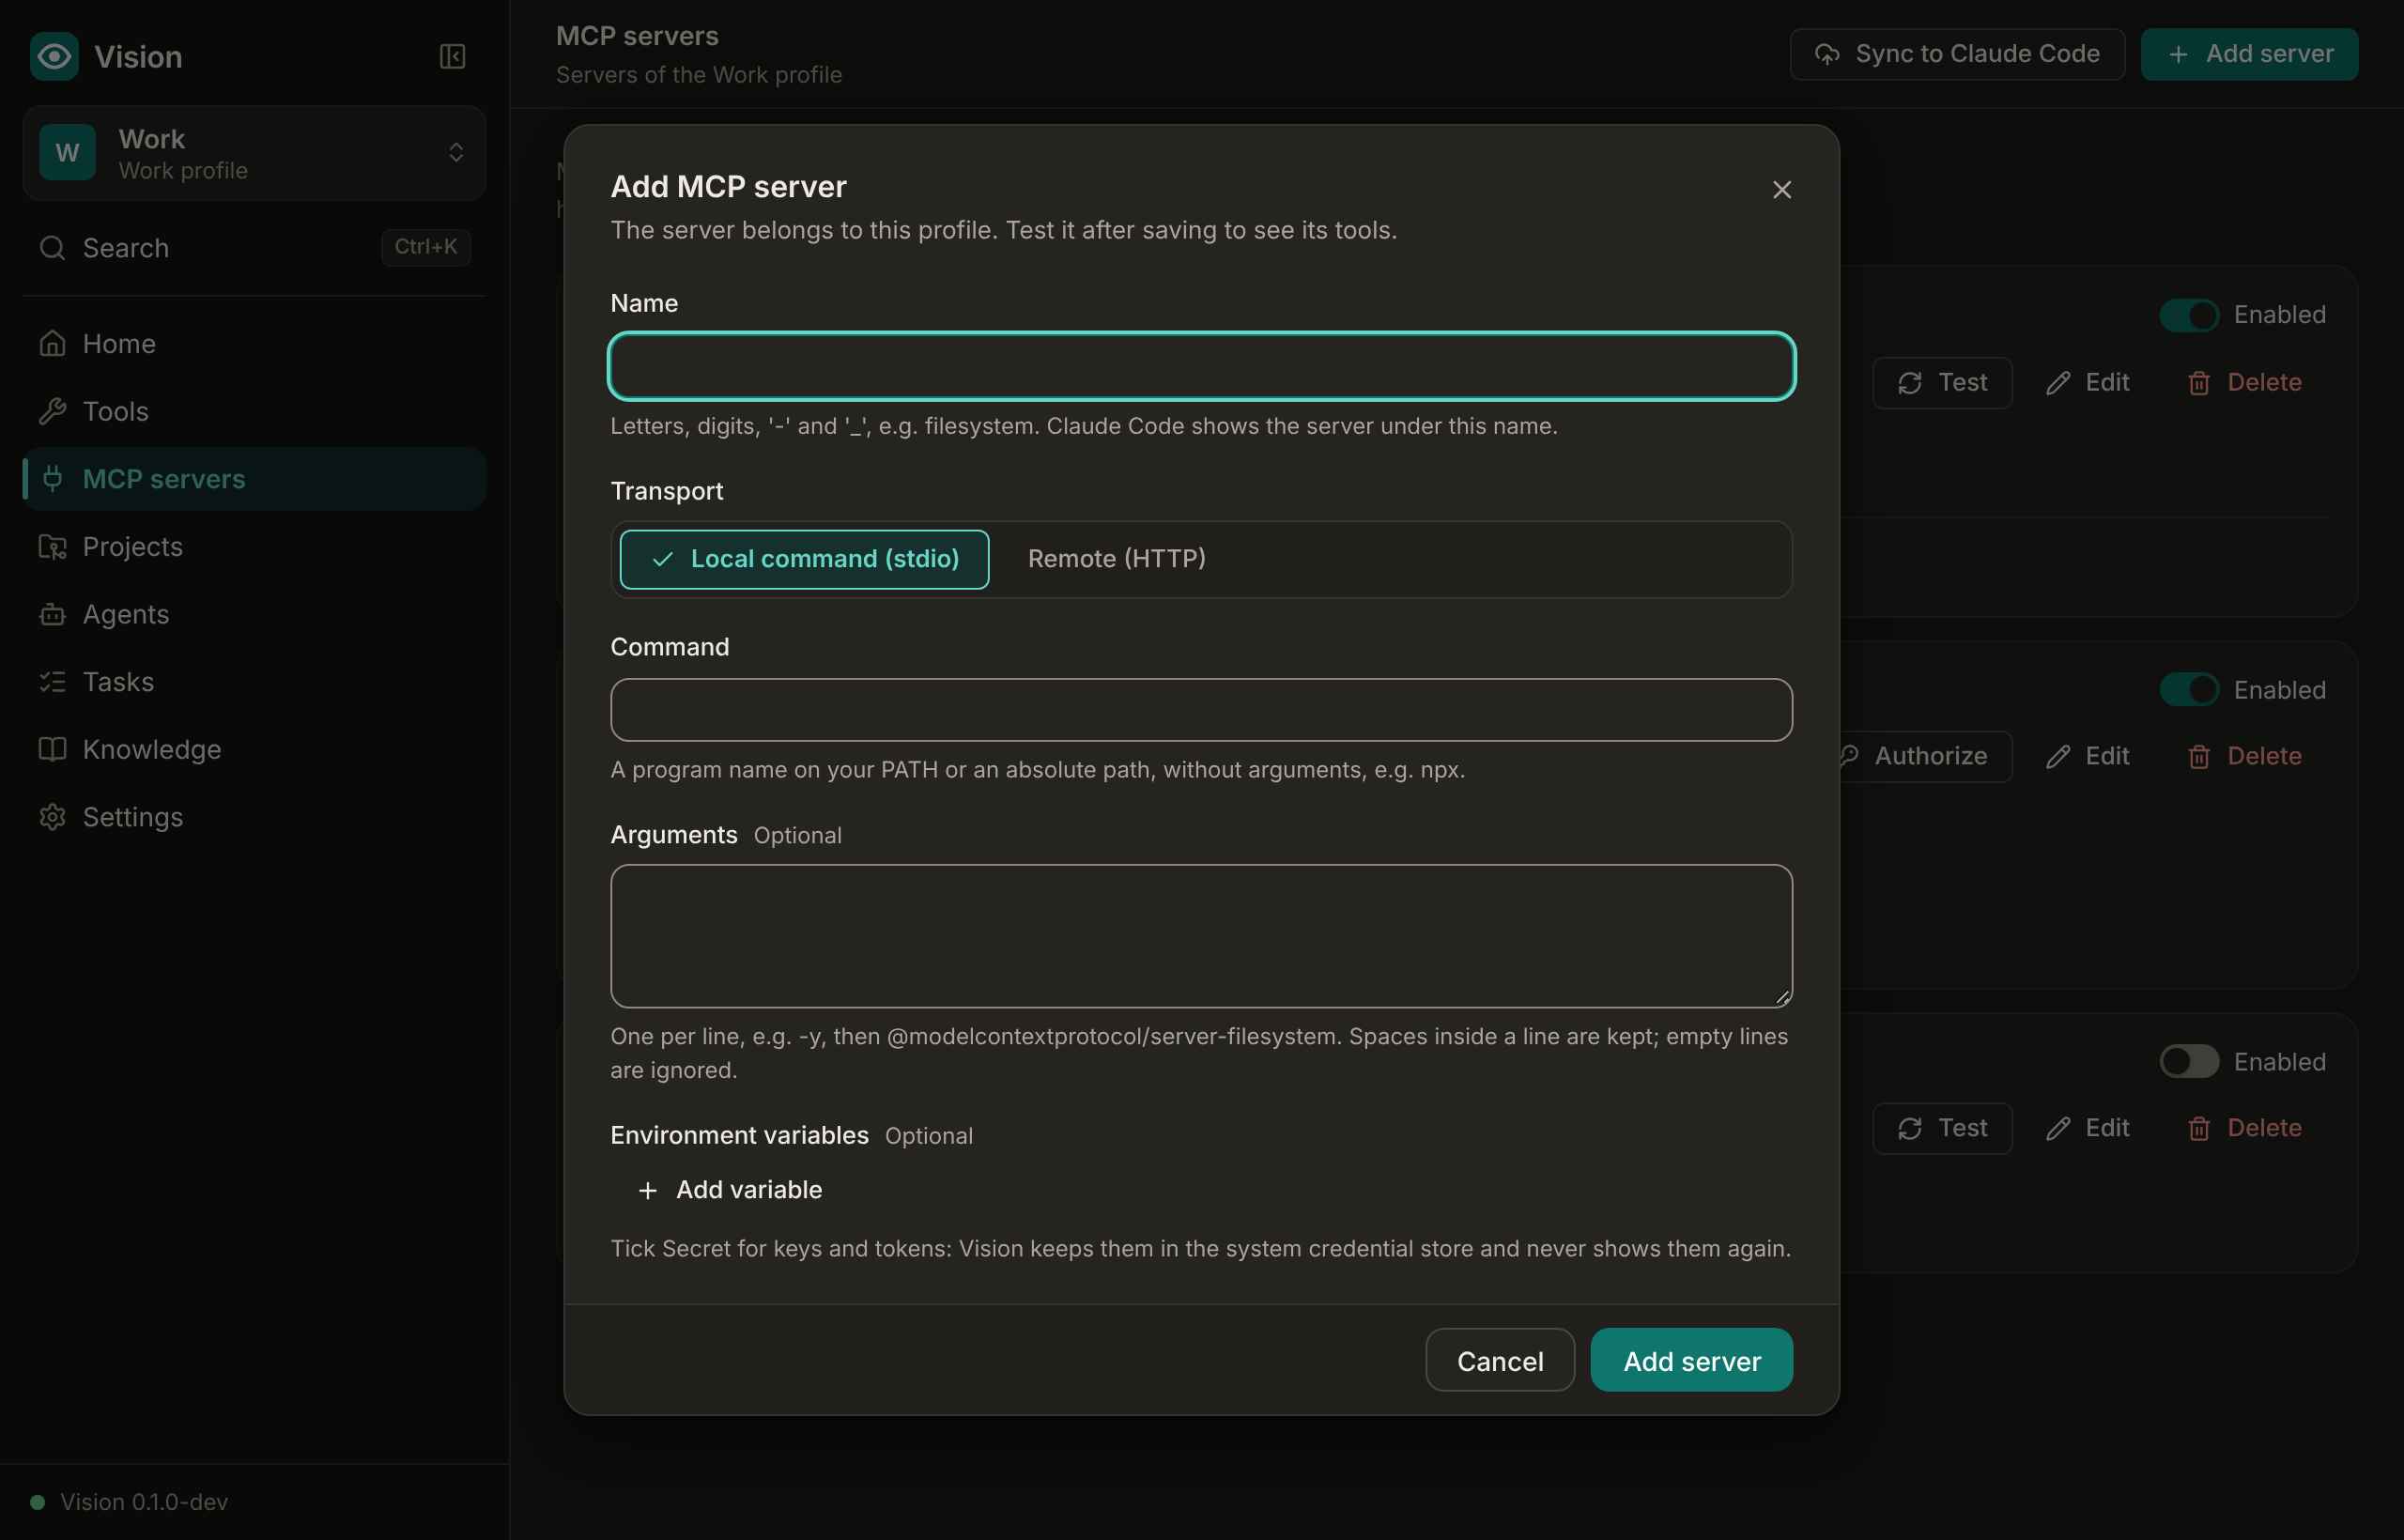 Vision
W
Work
Work profile
Search
Ctrl+K
Home
Tools
MCP servers
Projects
Agents
Tasks
Knowledge
Settings
Vision 0.1.0-dev
MCP servers
Servers of the Work profile
Sync to Claude Code
Add server
Enabled
Test
Edit
Delete
Enabled
Authorize
Edit
Delete
Enabled
Test
Edit
Delete
Add MCP server
The server belongs to this profile. Test it after saving to see its tools.
Name
Letters, digits, '-' and '_', e.g. filesystem. Claude Code shows the server under this name.
Transport
Local command (stdio)
Remote (HTTP)
Command
A program name on your PATH or an absolute path, without arguments, e.g. npx.
Arguments Optional
One per line, e.g. -y, then @modelcontextprotocol/server-filesystem. Spaces inside a line are kept; empty lines
are ignored.
Environment variables Optional
Add variable
Tick Secret for keys and tokens: Vision keeps them in the system credential store and never shows them again.
Cancel
Add server